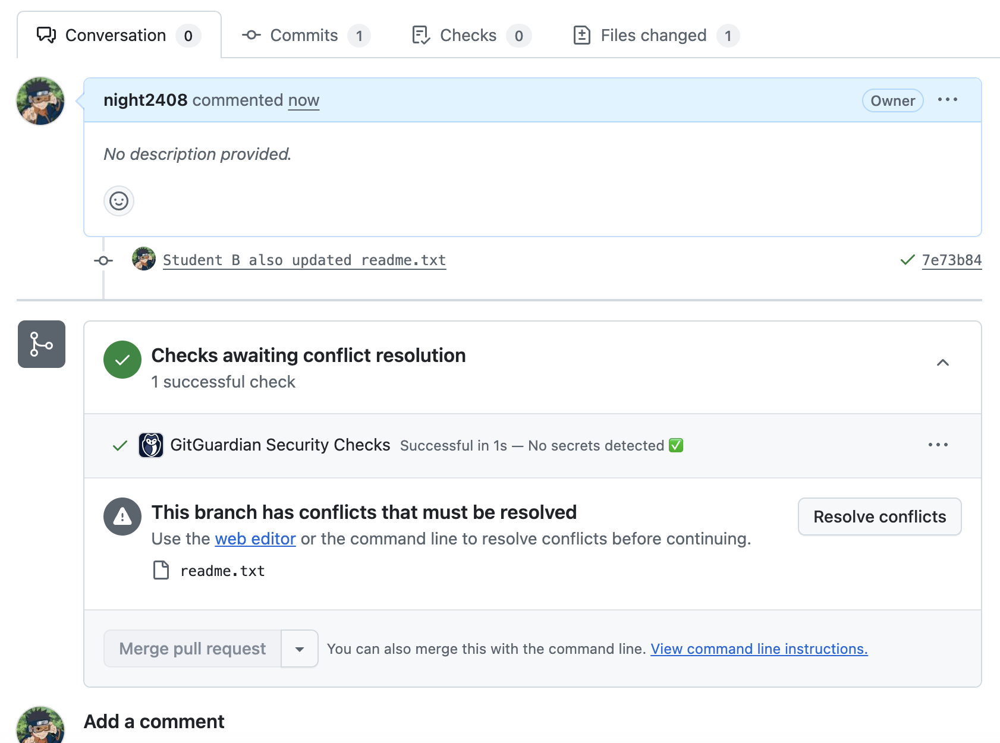 Conversation 0 Commits 1 Checks 0 Files changed 1
night2408 commented now Owner
No description provided.
Student B also updated readme.txt 7e73b84
Checks awaiting conflict resolution
1 successful check
GitGuardian Security Checks Successful in 1s — No secrets detected ✅
This branch has conflicts that must be resolved
Resolve conflicts
Use the web editor or the command line to resolve conflicts before continuing.
readme.txt
Merge pull request You can also merge this with the command line. View command line instructions.
Add a comment